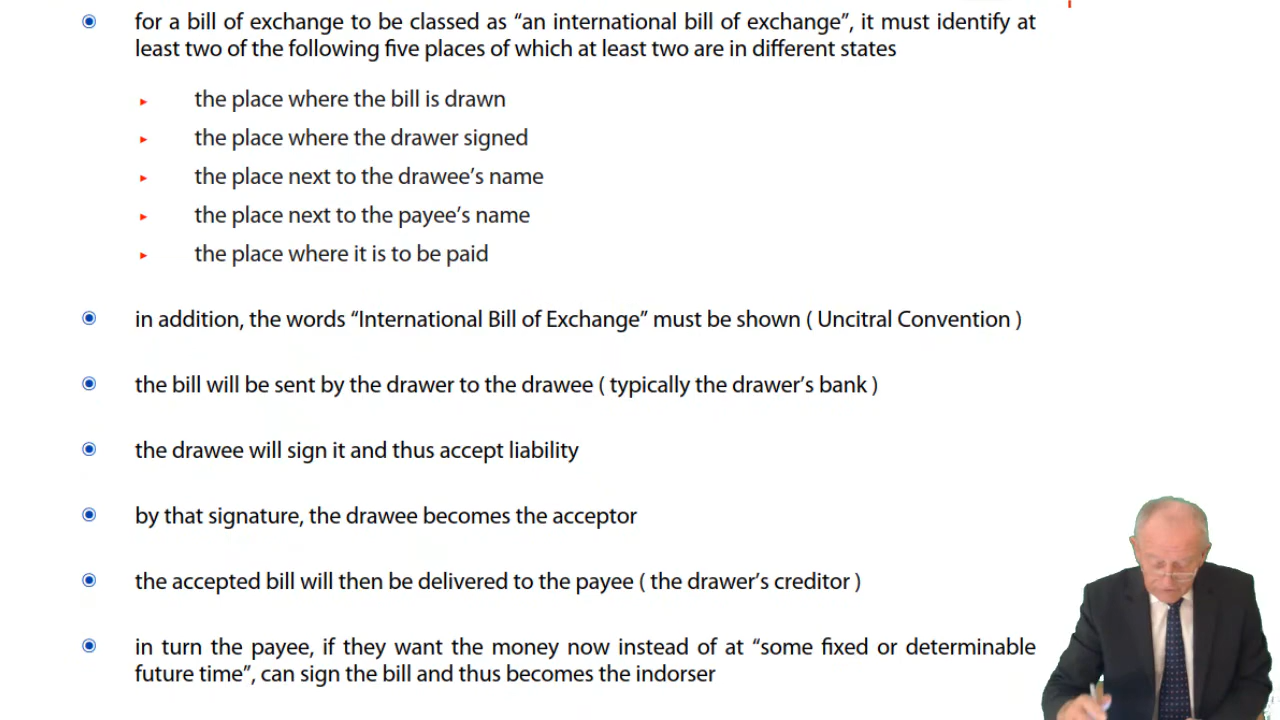 for a bill of exchange to be classed as “an international bill of exchange”, it must identify at
least two of the following five places of which at least two are in different states
the place where the bill is drawn
the place where the drawer signed
the place next to the drawee’s name
the place next to the payee’s name
the place where it is to be paid
in addition, the words “International Bill of Exchange” must be shown ( Uncitral Convention )
the bill will be sent by the drawer to the drawee ( typically the drawer’s bank )
the drawee will sign it and thus accept liability
by that signature, the drawee becomes the acceptor
the accepted bill will then be delivered to the payee ( the drawer’s creditor )
in turn the payee, if they want the money now instead of at “some fixed or determinable
future time”, can sign the bill and thus becomes the indorser